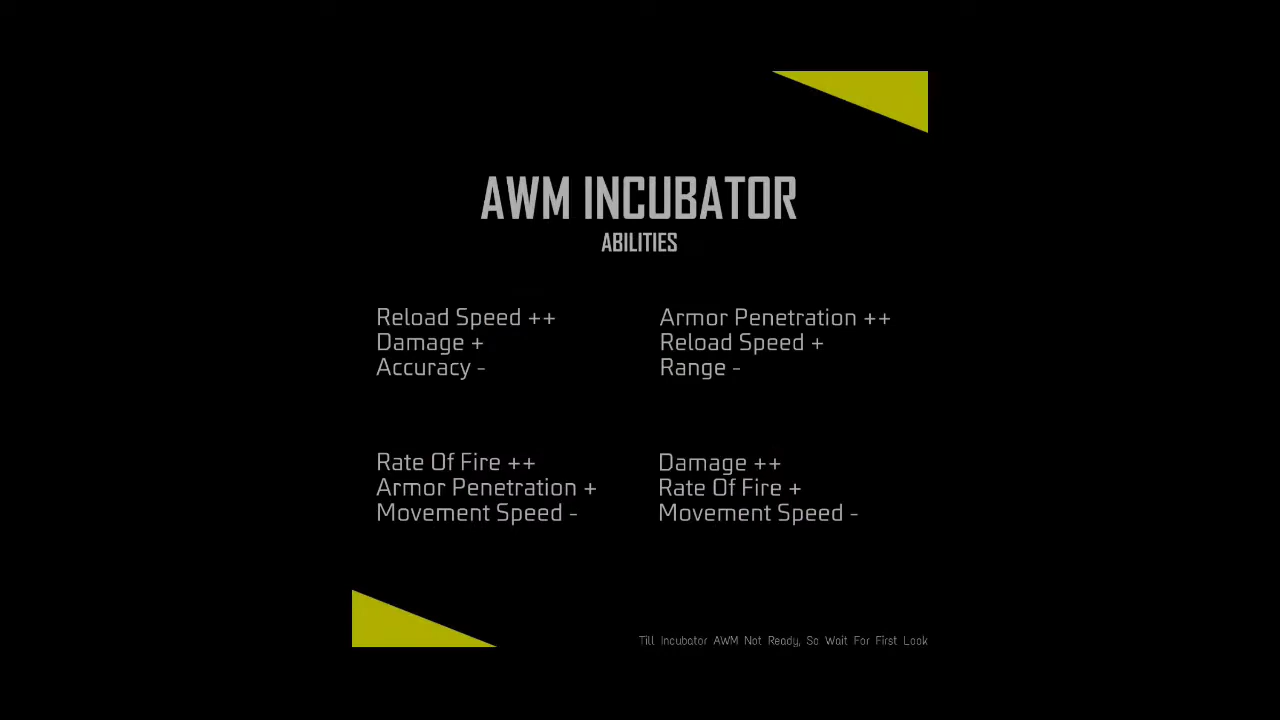 AWM INCUBATOR
ABILITIES
Reload Speed ++
Damage +
Accuracy -
Armor Penetration ++
Reload Speed +
Range -
Rate Of Fire ++
Armor Penetration +
Movement Speed -
Damage ++
Rate Of Fire +
Movement Speed -
Till Incubator AWM Not Ready, So Wait For First Look